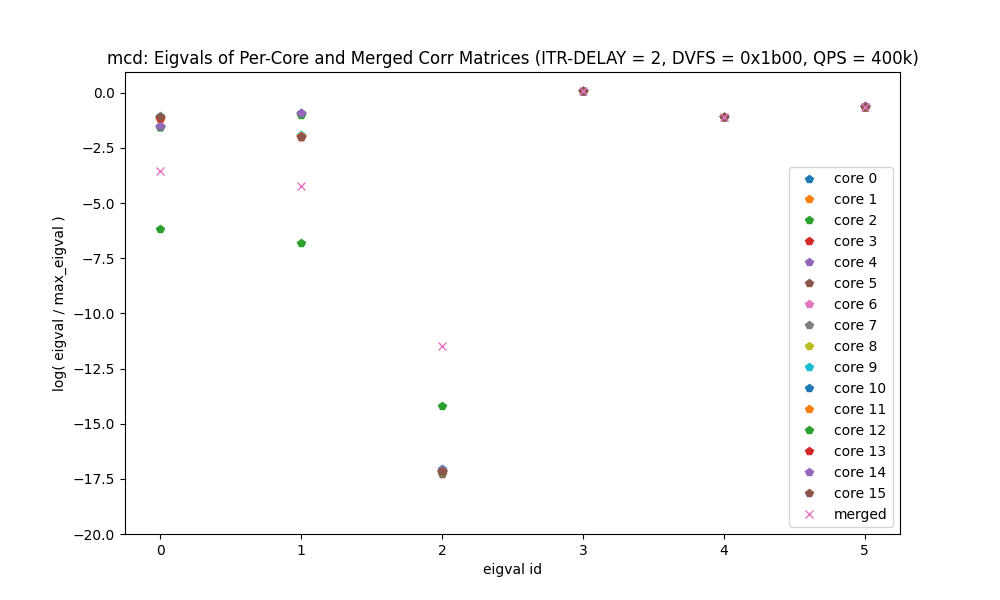 mcd: Eigvals of Per-Core and Merged Corr Matrices (ITR-DELAY = 2, DVFS = 0x1b00, QPS = 400k)
log( eigval / max_eigval )
0.0
−2.5
−5.0
−7.5
−10.0
−12.5
−15.0
−17.5
−20.0
0 1 2 3 4 5
eigval id
core 0
core 1
core 2
core 3
core 4
core 5
core 6
core 7
core 8
core 9
core 10
core 11
core 12
core 13
core 14
core 15
merged